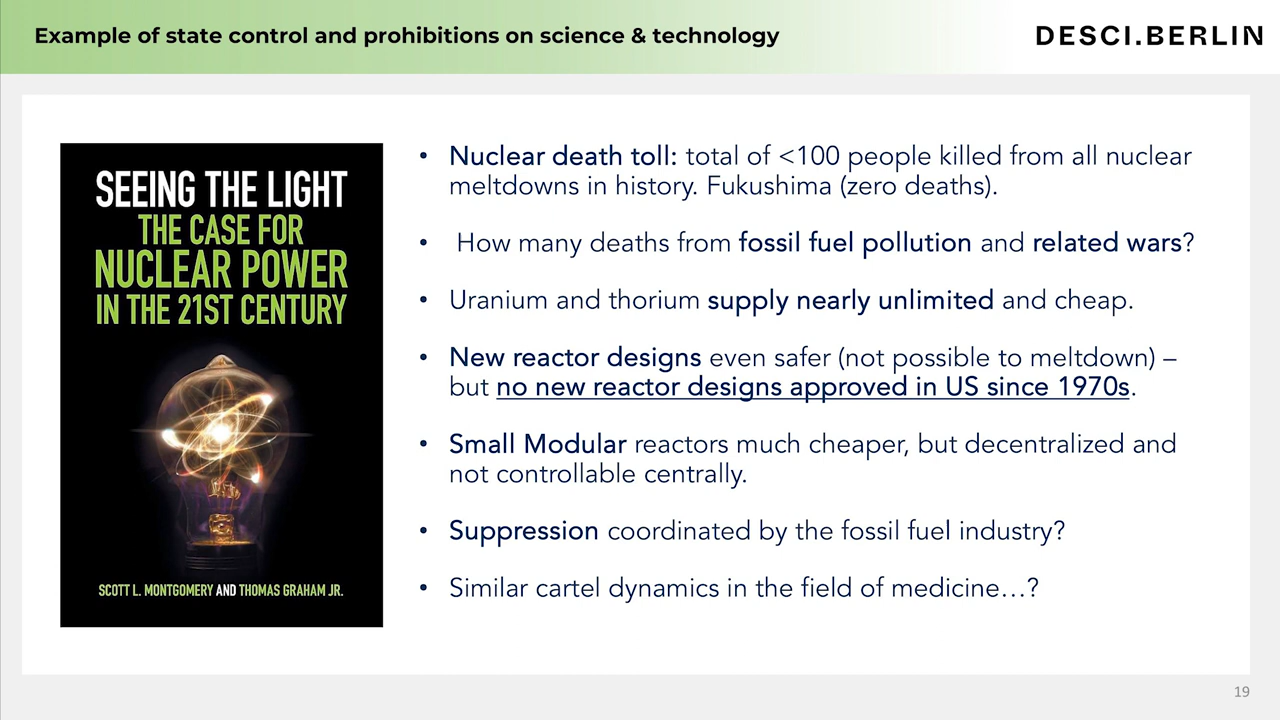 Example of state control and prohibitions on science & technology
DESCI.BERLIN
SEEING THE LIGHT
THE CASE FOR
NUCLEAR POWER
IN THE 21ST CENTURY
SCOTT L. MONTGOMERY AND THOMAS GRAHAM JR.
• Nuclear death toll: total of <100 people killed from all nuclear
meltdowns in history. Fukushima (zero deaths).
• How many deaths from fossil fuel pollution and related wars?
• Uranium and thorium supply nearly unlimited and cheap.
• New reactor designs even safer (not possible to meltdown) –
but no new reactor designs approved in US since 1970s.
• Small Modular reactors much cheaper, but decentralized and
not controllable centrally.
• Suppression coordinated by the fossil fuel industry?
• Similar cartel dynamics in the field of medicine…?
19